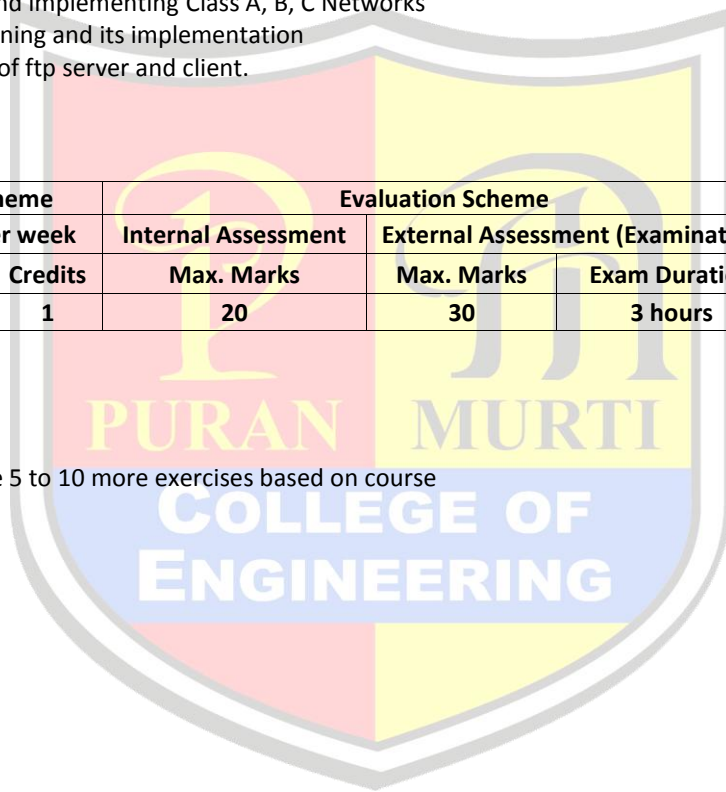 nd Implementing Class A, B, C Networks
ning and its implementation
of ftp server and client.
heme Evaluation Scheme
r week Internal Assessment External Assessment (Examinat
Credits Max. Marks Max. Marks Exam Durati
1 20 30 3 hours
PURAN MURTI
e 5 to 10 more exercises based on course
COLLEGE OF
ENGINEERING